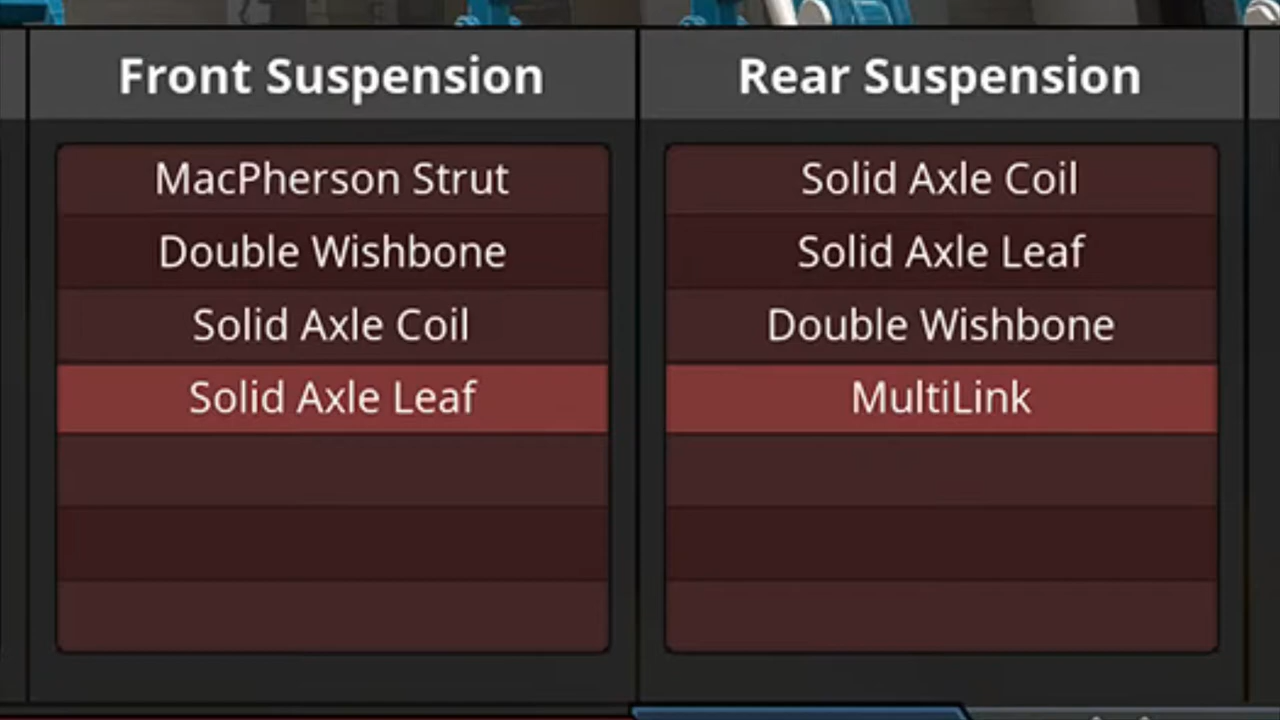 Front Suspension
MacPherson Strut
Double Wishbone
Solid Axle Coil
Solid Axle Leaf
Rear Suspension
Solid Axle Coil
Solid Axle Leaf
Double Wishbone
MultiLink